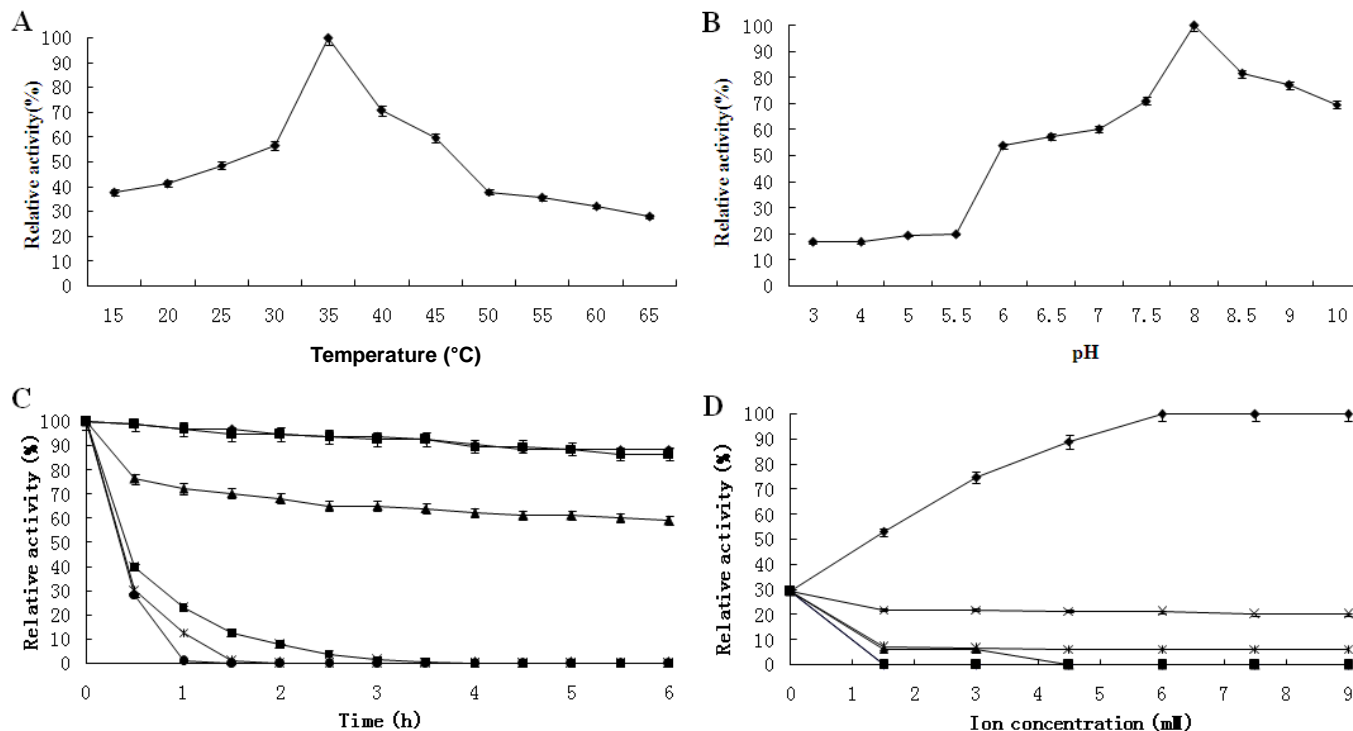 A
Relative activity(%)
100
90
80
70
60
50
40
30
20
10
0
15 20 25 30 35 40 45 50 55 60 65
Temperature (°C)
B
Relative activity(%)
100
90
80
70
60
50
40
30
20
10
0
3 4 5 5.5 6 6.5 7 7.5 8 8.5 9 10
pH
C
Relative activity (%)
100
90
80
70
60
50
40
30
20
10
0
0 1 2 3 4 5 6
Time (h)
D
Relative activity (%)
100
90
80
70
60
50
40
30
20
10
0
0 1 2 3 4 5 6 7 8 9
Ion concentration (mM)